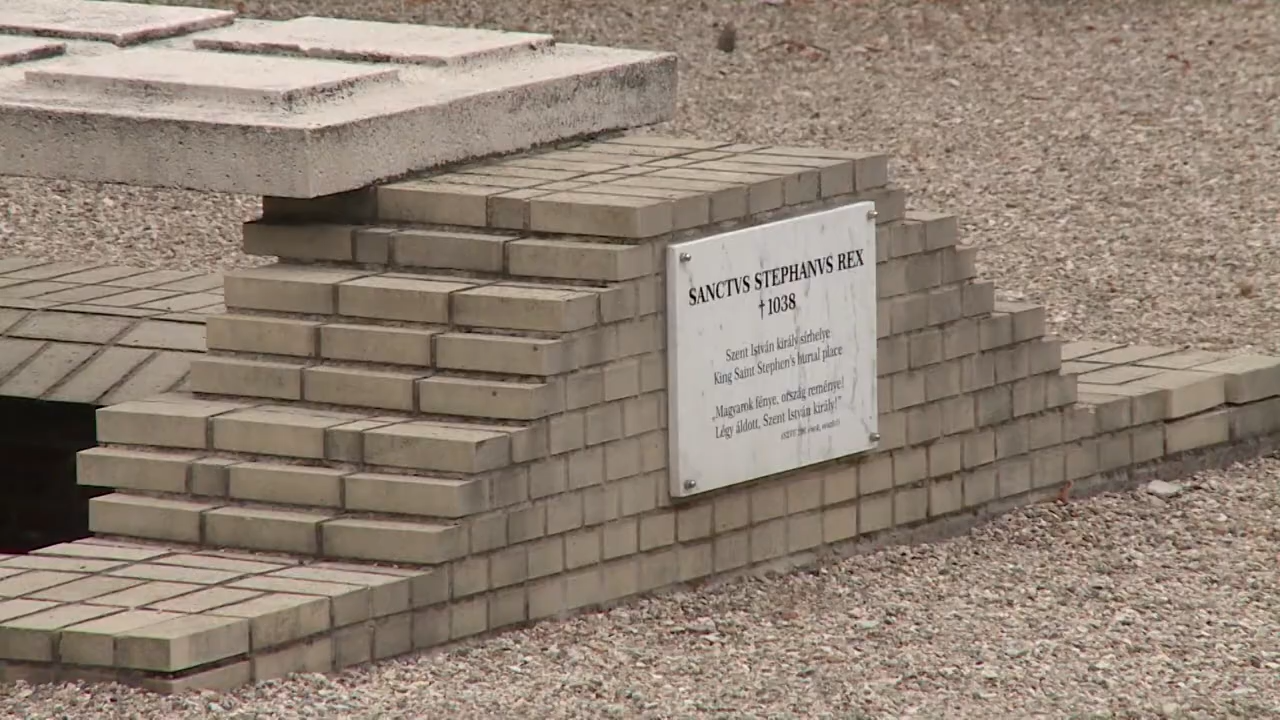 SANCTVS STEPHANVS REX
†1038
Szent István király sírhelye
King Saint Stephen's burial place
„Magyarok fénye, ország reménye!
Légy áldott, Szent István király!"